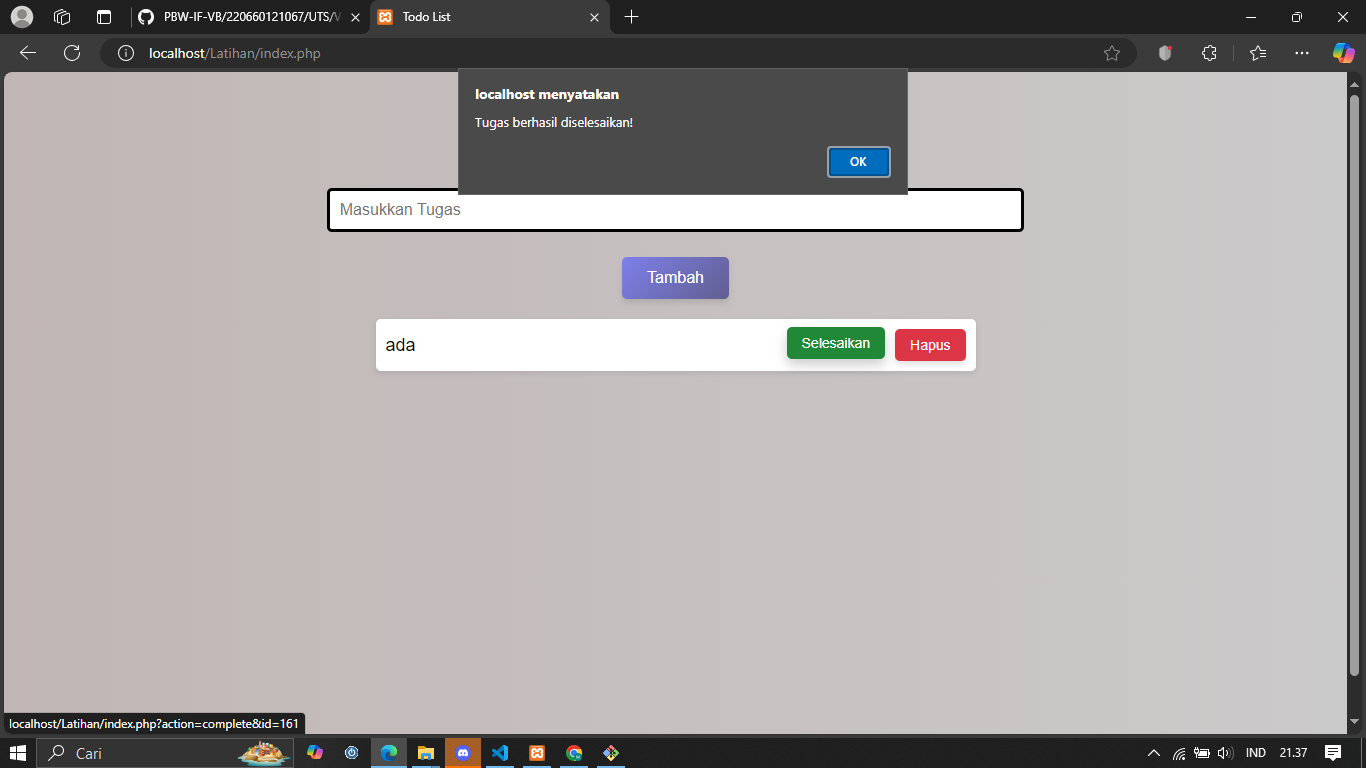 PBW-IF-VB/220660121067/UTS/V
Todo List
localhost/Latihan/index.php
localhost menyatakan
Tugas berhasil diselesaikan!
OK
Masukkan Tugas
Tambah
ada
Selesaikan
Hapus
localhost/Latihan/index.php?action=complete&id=161
Cari
IND
21.37